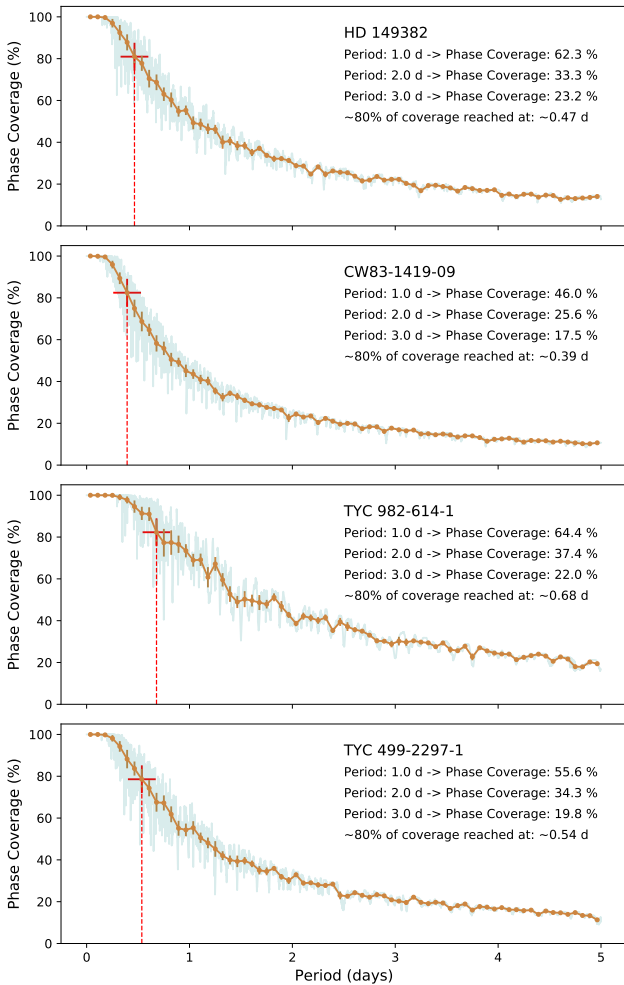 HD 149382
Period: 1.0 d -> Phase Coverage: 62.3 %
Period: 2.0 d -> Phase Coverage: 33.3 %
Period: 3.0 d -> Phase Coverage: 23.2 %
~80% of coverage reached at: ~0.47 d
Phase Coverage (%)
100
80
60
40
20
0
CW83-1419-09
Period: 1.0 d -> Phase Coverage: 46.0 %
Period: 2.0 d -> Phase Coverage: 25.6 %
Period: 3.0 d -> Phase Coverage: 17.5 %
~80% of coverage reached at: ~0.39 d
Phase Coverage (%)
100
80
60
40
20
0
TYC 982-614-1
Period: 1.0 d -> Phase Coverage: 64.4 %
Period: 2.0 d -> Phase Coverage: 37.4 %
Period: 3.0 d -> Phase Coverage: 22.0 %
~80% of coverage reached at: ~0.68 d
Phase Coverage (%)
100
80
60
40
20
0
TYC 499-2297-1
Period: 1.0 d -> Phase Coverage: 55.6 %
Period: 2.0 d -> Phase Coverage: 34.3 %
Period: 3.0 d -> Phase Coverage: 19.8 %
~80% of coverage reached at: ~0.54 d
Phase Coverage (%)
100
80
60
40
20
0
0 1 2 3 4 5
Period (days)